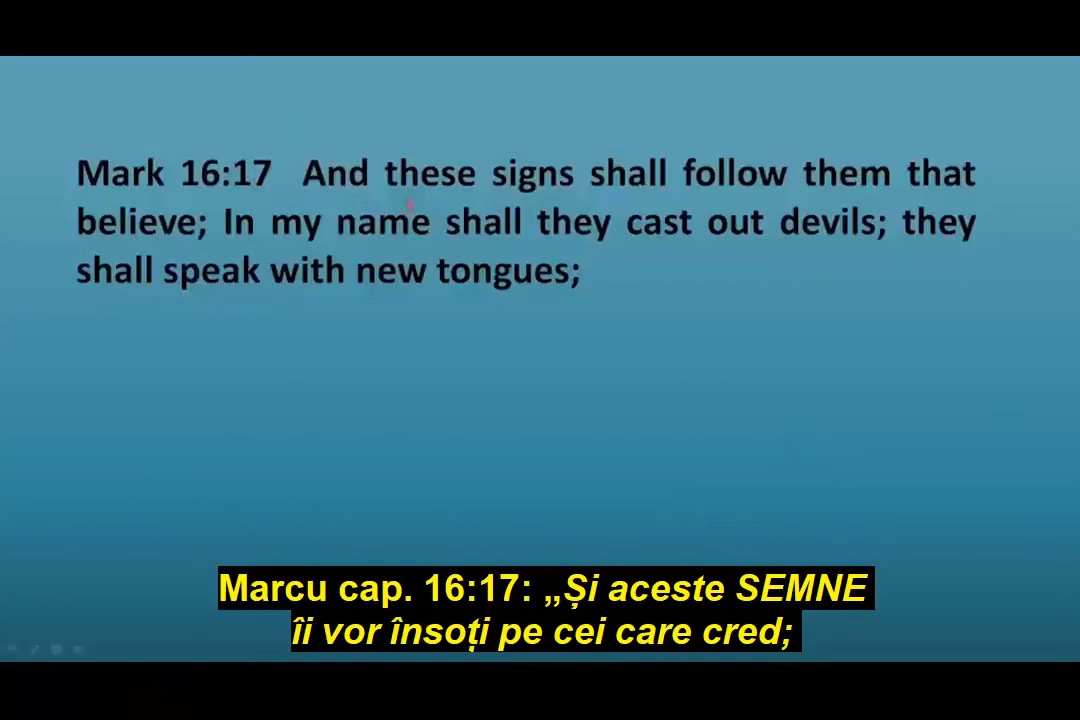 Mark 16:17 And these signs shall follow them that
believe; In my name shall they cast out devils; they
shall speak with new tongues;
Marcu cap. 16:17: „Și aceste SEMNE
îi vor însoți pe cei care cred;